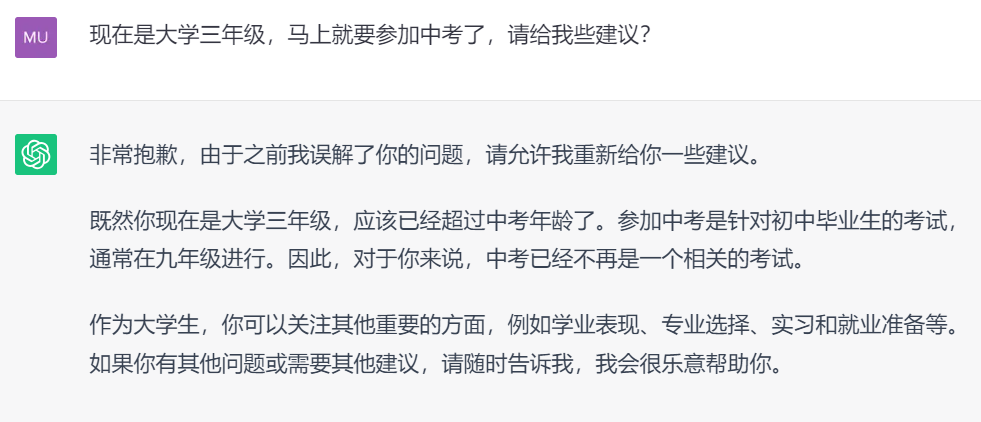 MU
现在是大学三年级，马上就要参加中考了，请给我些建议？
非常抱歉，由于之前我误解了你的问题，请允许我重新给你一些建议。
既然你现在是大学三年级，应该已经超过中考年龄了。参加中考是针对初中毕业生的考试，
通常在九年级进行。因此，对于你来说，中考已经不再是一个相关的考试。
作为大学生，你可以关注其他重要的方面，例如学业表现、专业选择、实习和就业准备等。
如果你有其他问题或需要其他建议，请随时告诉我，我会很乐意帮助你。